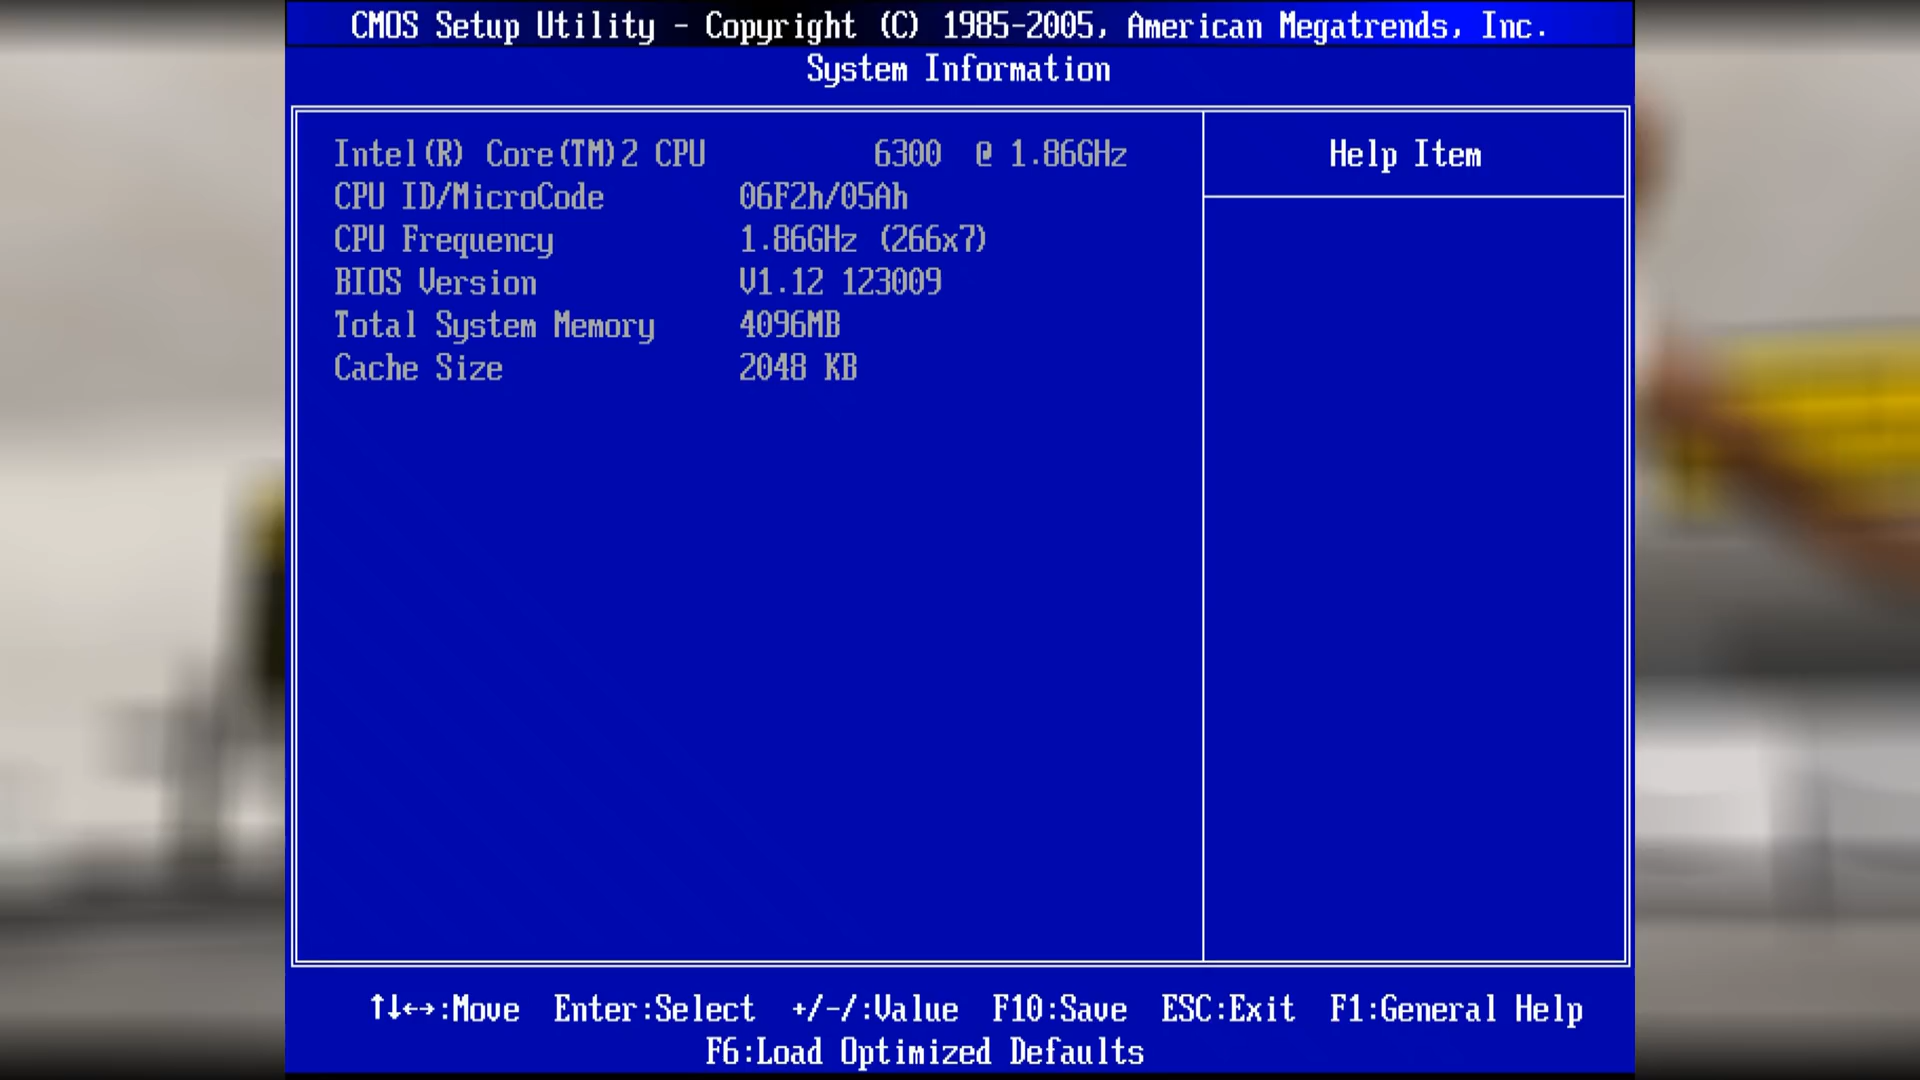 CMOS Setup Utility - Copyright (C) 1985-2005, American Megatrends, Inc.
System Information
Intel(R) Core(TM)2 CPU 6300 @ 1.86GHz
Help Item
CPU ID/MicroCode 06F2h/05Ah
CPU Frequency 1.86GHz (266x7)
BIOS Version V1.12 123009
Total System Memory 4096MB
Cache Size 2048 KB
↑↓←→:Move Enter:Select +/-/:Value F10:Save ESC:Exit F1:General Help
F6:Load Optimized Defaults